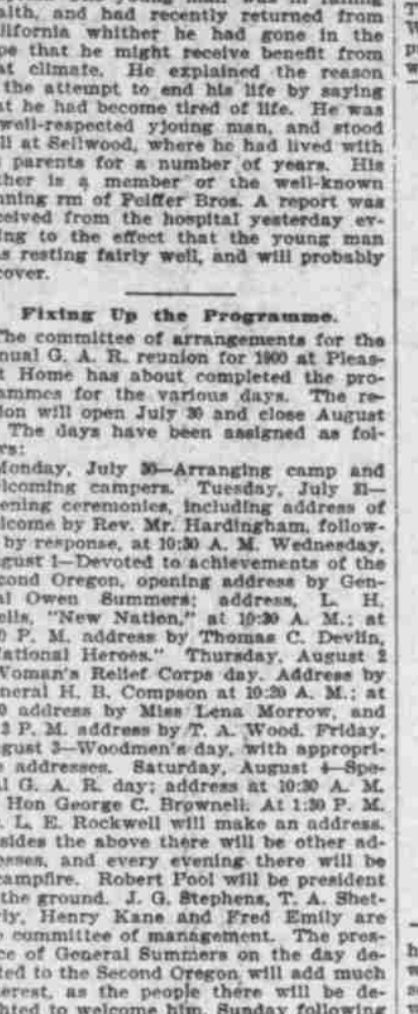 alth, and had recently returned from
lifornia whither he had gone in the
pe that he might receive benefit from
at climate. He explained the reason
the attempt to end his life by saying
at he had become tired of life. He was
well-respected yjoung man, and stood
ll at Sellwood, where he had lived with
parents for a number of years. His
ther is a member of the well-known
nning rm of Peiffer Bros. A report was
ceived from the hospital yesterday ev-
ing to the effect that the young man
s resting fairly well, and will probably
cover.
Fixing Up the Programme.
The committee of arrangements for the
nual G. A. R. reunion for 1900 at Pleas-
t Home has about completed the pro-
ammes for the various days. The re-
ion will open July 30 and close August
The days have been assigned as fol-
ws:
Monday, July 30—Arranging camp and
lcoming campers. Tuesday, July 31—
ening ceremonies, including address of
lcome by Rev. Mr. Hardingham, follow-
by response, at 10:30 A. M. Wednesday,
gust 1—Devoted to achievements of the
cond Oregon, opening address by Gen-
al Owen Summers; address, L. H.
ells, "New Nation," at 10:30 A. M.; at
0 P. M. address by Thomas C. Devlin,
National Heroes." Thursday, August 2
Woman's Relief Corps day. Address by
neral H. B. Compson at 10:20 A. M.; at
0 address by Miss Lena Morrow, and
2 P. M. address by T. A. Wood. Friday,
gust 3—Woodmen's day, with appropri-
e addresses. Saturday, August 4—Spe-
al G. A. R. day; address at 10:30 A. M.
Hon George C. Brownell. At 1:30 P. M.
L. E. Rockwell will make an address.
sides the above there will be other ad-
esses, and every evening there will be
campfire. Robert Pool will be president
the ground. J. G. Stephens, T. A. Shet-
rly, Henry Kane and Fred Emily are
e committee of management. The pres-
ce of General Summers on the day de-
ted to the Second Oregon will add much
erest, as the people there will be de-
hted to welcome him. Sunday following